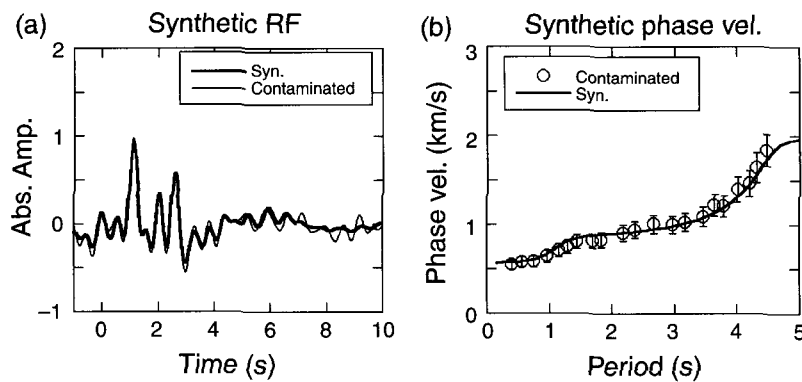 (a) Synthetic RF
2
1
0
−1
Abs. Amp.
Syn.
Contaminated
0 2 4 6 8 10
Time (s)
(b) Synthetic phase vel.
3
2
1
0
Phase vel. (km/s)
Contaminated
Syn.
0 1 2 3 4 5
Period (s)